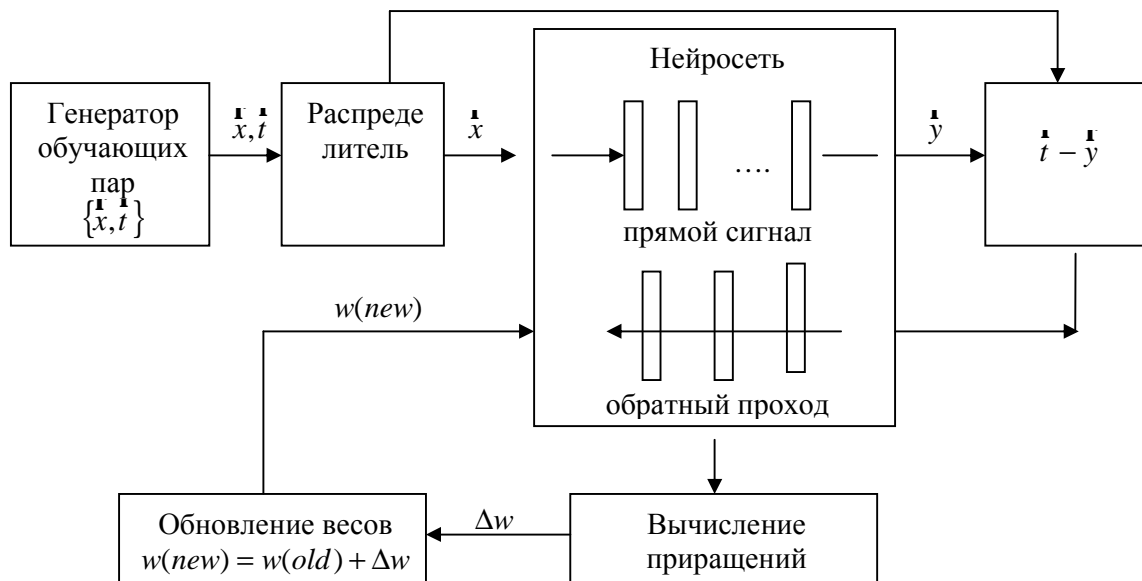 Нейросеть
Генератор
обучающих
пар
{x, t}
x, t
Распреде
литель
x
....
прямой сигнал
y
t − y
w(new)
обратный проход
Обновление весов
w(new) = w(old) + Δw
Δw
Вычисление
приращений